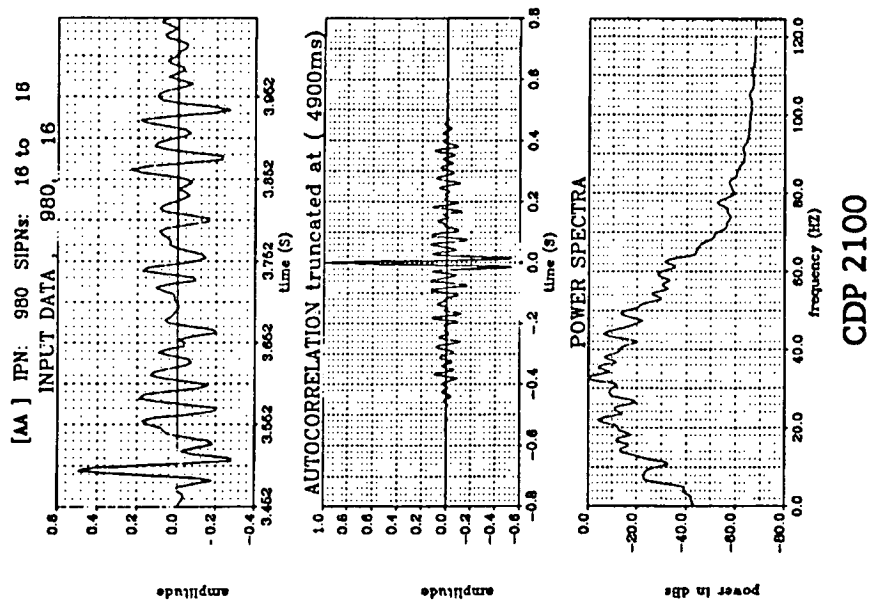 [AA ] IPN: 980 SIPNs: 16 to 16
INPUT DATA , 980, 16
0.6
0.4
0.2
0.0
-0.2
-0.4
amplitude
3.452 3.552 3.652 3.752 3.852 3.952
time (S)
AUTOCORRELATION truncated at ( 4900ms)
1.0
0.8
0.6
0.4
0.2
0.0
-0.2
-0.4
-0.6
amplitude
-0.8 -0.6 -0.4 -.2 0.0 0.2 0.4 0.6 0.8
time (S)
POWER SPECTRA
0.0
-20.0
-40.0
-60.0
-80.0
power in dBs
0.0 20.0 40.0 60.0 80.0 100.0 120.0
frequency (HZ)
CDP 2100